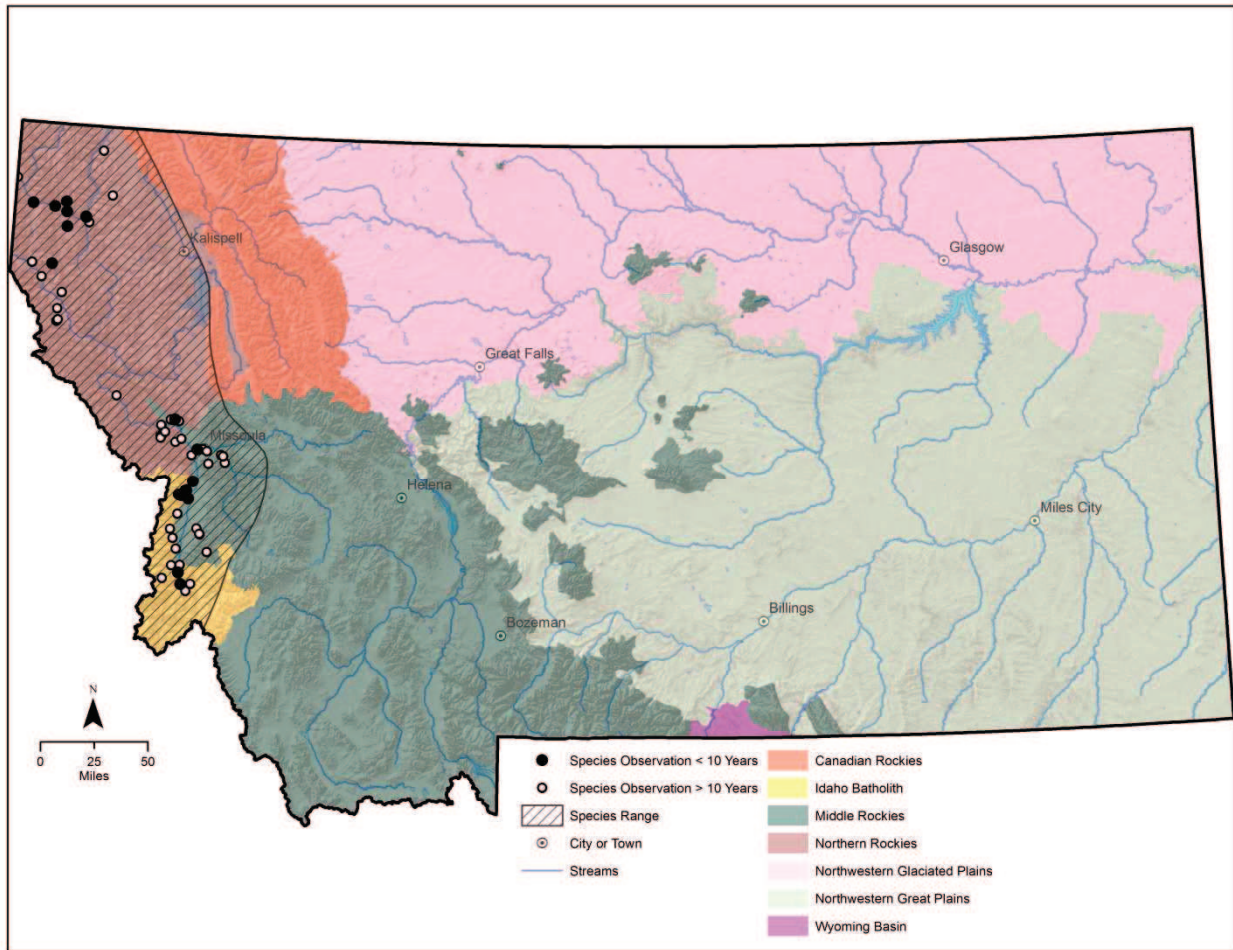 Kalispell
Glasgow
Great Falls
Missoula
Helena
Miles City
Billings
Bozeman
N
0 25 50
Miles
Species Observation < 10 Years
Species Observation > 10 Years
Species Range
City or Town
Streams
Canadian Rockies
Idaho Batholith
Middle Rockies
Northern Rockies
Northwestern Glaciated Plains
Northwestern Great Plains
Wyoming Basin